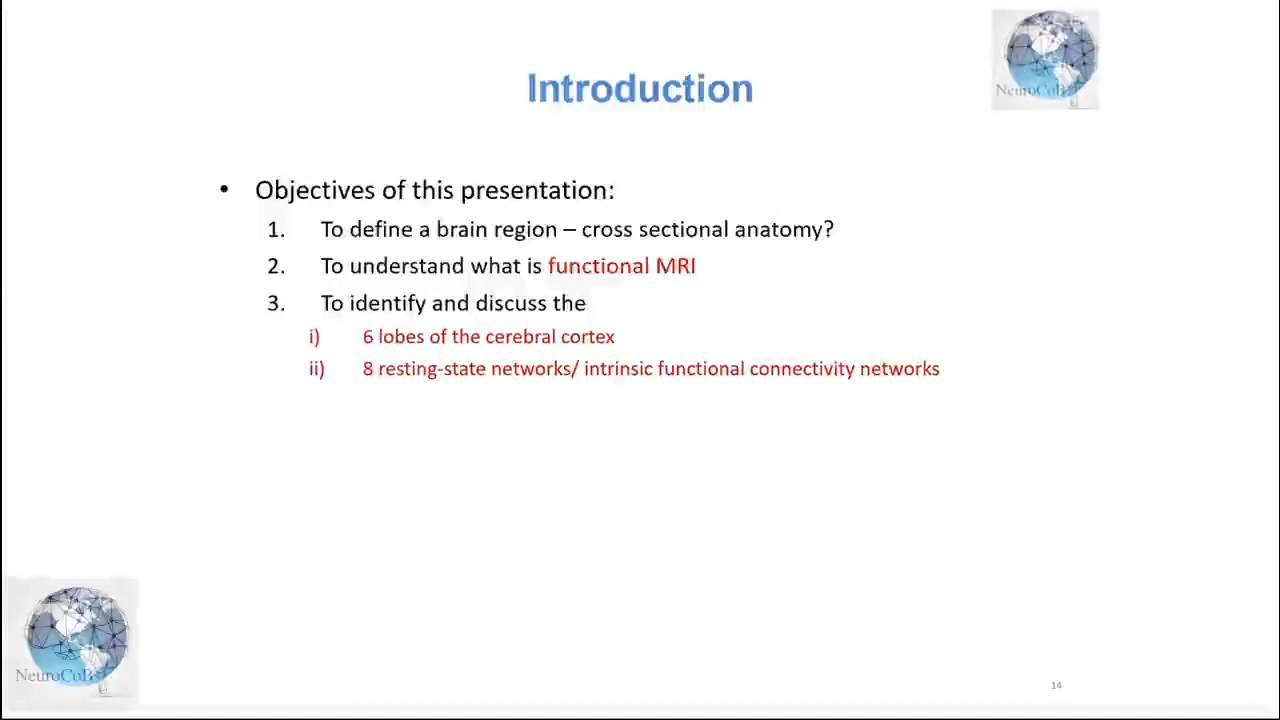 Introduction
NeuroCoBI
• Objectives of this presentation:
1. To define a brain region – cross sectional anatomy?
2. To understand what is functional MRI
3. To identify and discuss the
i) 6 lobes of the cerebral cortex
ii) 8 resting-state networks/ intrinsic functional connectivity networks
14